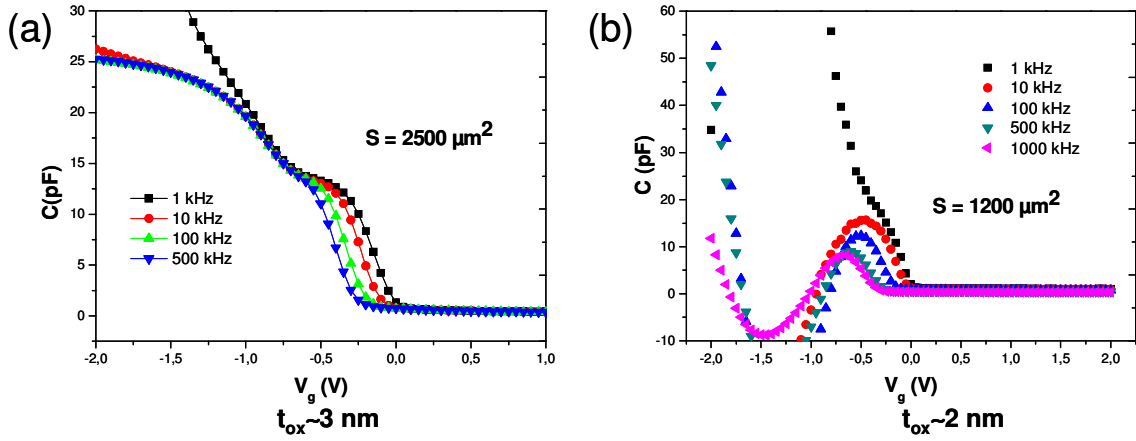 (a)
30
25
20
15
10
5
0
C(pF)
S = 2500 µm²
1 kHz
10 kHz
100 kHz
500 kHz
-2,0 -1,5 -1,0 -0,5 0,0 0,5 1,0
Vg (V)
tox~3 nm
(b)
60
50
40
30
20
10
0
-10
C (pF)
1 kHz
10 kHz
100 kHz
500 kHz
1000 kHz
S = 1200 µm²
-2,0 -1,5 -1,0 -0,5 0,0 0,5 1,0 1,5 2,0
Vg (V)
tox~2 nm